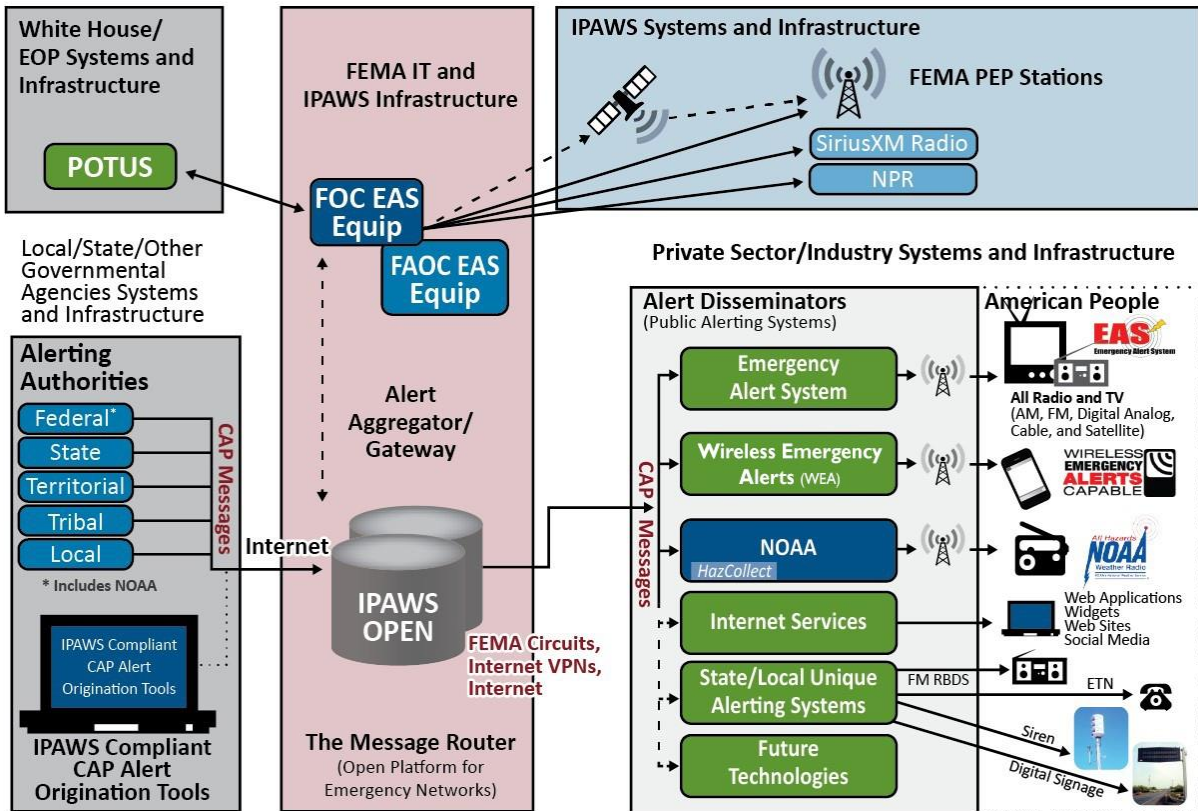 White House/
EOP Systems and
Infrastructure
POTUS
Local/State/Other
Governmental
Agencies Systems
and Infrastructure
Alerting
Authorities
Federal*
State
Territorial
Tribal
Local
* Includes NOAA
CAP Messages
Internet
IPAWS Compliant
CAP Alert
Origination Tools
IPAWS Compliant
CAP Alert
Origination Tools
FEMA IT and
IPAWS Infrastructure
FOC EAS
Equip
FAOC EAS
Equip
Alert
Aggregator/
Gateway
IPAWS
OPEN
FEMA Circuits,
Internet VPNs,
Internet
The Message Router
(Open Platform for
Emergency Networks)
IPAWS Systems and Infrastructure
FEMA PEP Stations
SiriusXM Radio
NPR
Private Sector/Industry Systems and Infrastructure
Alert Disseminators
(Public Alerting Systems)
CAP Messages
Emergency
Alert System
Wireless Emergency
Alerts (WEA)
NOAA
HazCollect
Internet Services
State/Local Unique
Alerting Systems
Future
Technologies
FM RBDS
ETN
Siren
Digital Signage
American People
EAS
Emergency Alert System
All Radio and TV
(AM, FM, Digital Analog,
Cable, and Satellite)
WIRELESS
EMERGENCY
ALERTS
CAPABLE
All Hazards
NOAA
Weather Radio
Web Applications
Widgets
Web Sites
Social Media